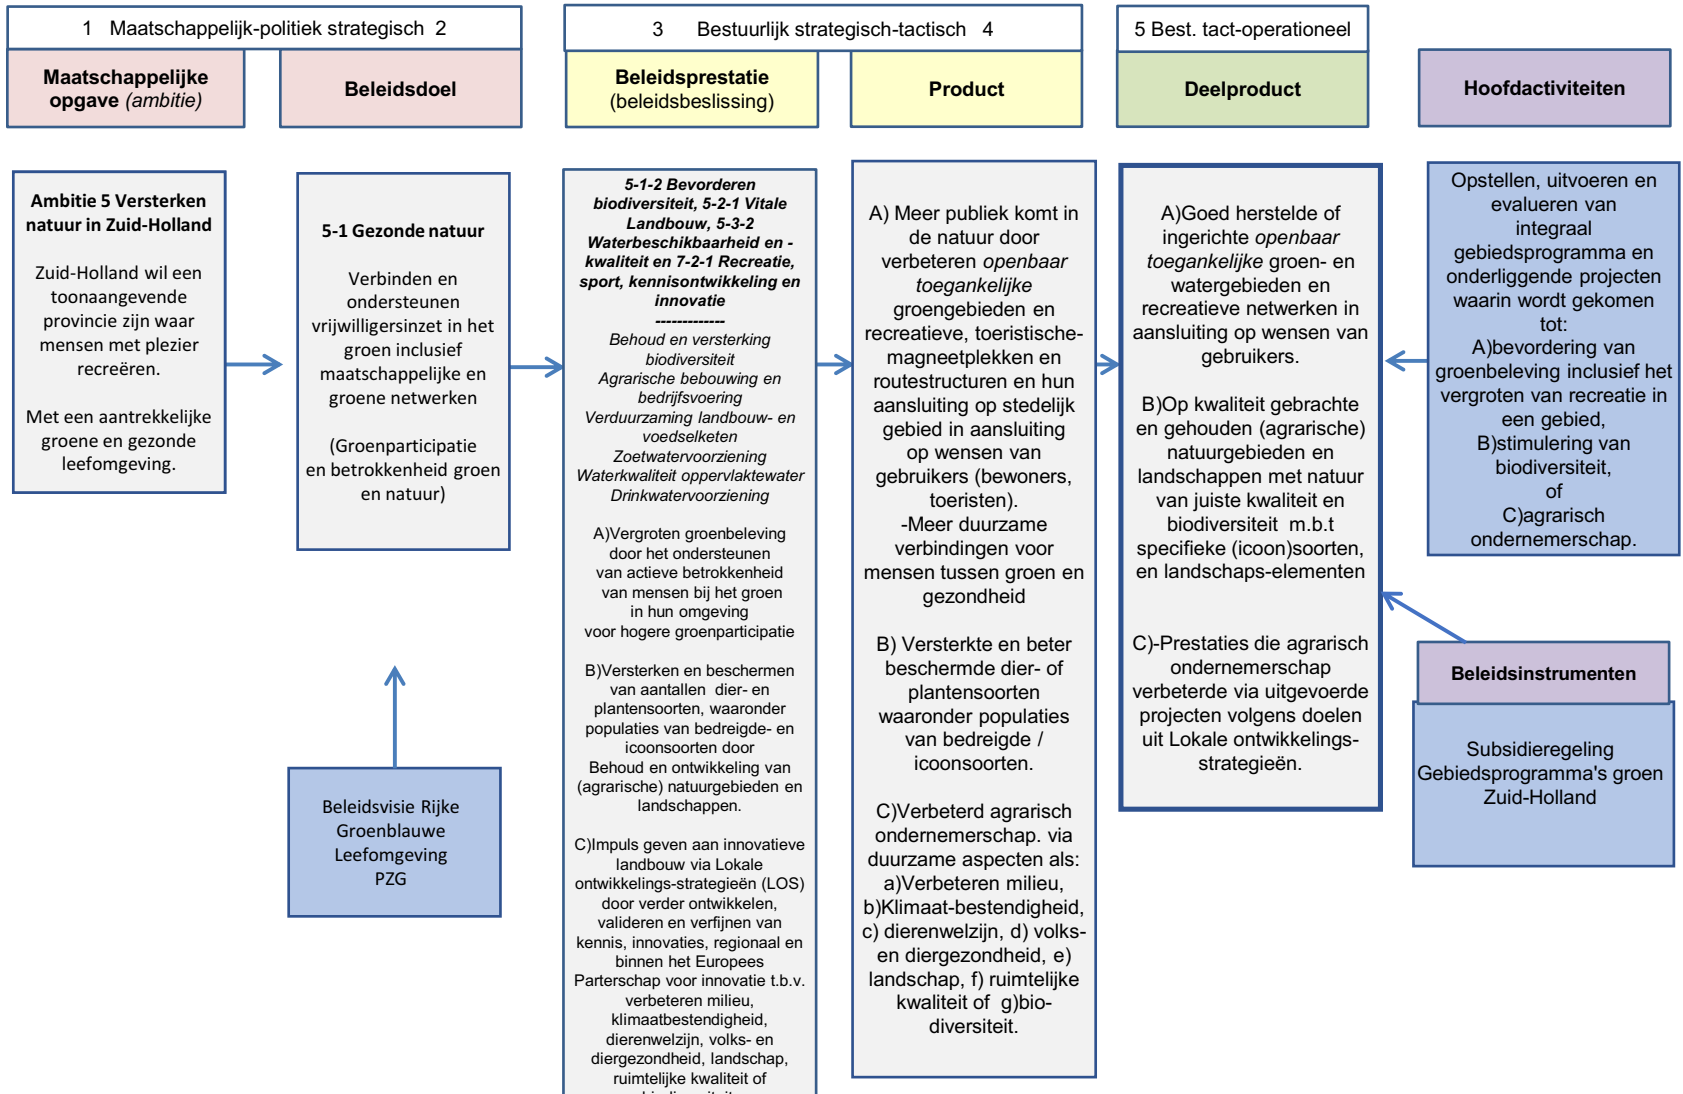 1 Maatschappelijk-politiek strategisch 2
3 Bestuurlijk strategisch-tactisch 4
5 Best. tact-operationeel
Maatschappelijke
opgave (ambitie)
Beleidsdoel
Beleidsprestatie
(beleidsbeslissing)
Product
Deelproduct
Hoofdactiviteiten
Ambitie 5 Versterken
natuur in Zuid-Holland
Zuid-Holland wil een
toonaangevende
provincie zijn waar
mensen met plezier
recreëren.
Met een aantrekkelijke
groene en gezonde
leefomgeving.
5-1 Gezonde natuur
Verbinden en
ondersteunen
vrijwilligersinzet in het
groen inclusief
maatschappelijke en
groene netwerken
(Groenparticipatie
en betrokkenheid groen
en natuur)
Beleidsvisie Rijke
Groenblauwe
Leefomgeving
PZG
5-1-2 Bevorderen
biodiversiteit, 5-2-1 Vitale
Landbouw, 5-3-2
Waterbeschikbaarheid en -
kwaliteit en 7-2-1 Recreatie,
sport, kennisontwikkeling en
innovatie
-------------
Behoud en versterking
biodiversiteit
Agrarische bebouwing en
bedrijfsvoering
Verduurzaming landbouw- en
voedselketen
Zoetwatervoorziening
Waterkwaliteit oppervlaktewater
Drinkwatervoorziening
A)Vergroten groenbeleving
door het ondersteunen
van actieve betrokkenheid
van mensen bij het groen
in hun omgeving
voor hogere groenparticipatie
B)Versterken en beschermen
van aantallen dier- en
plantensoorten, waaronder
populaties van bedreigde- en
icoonsoorten door
Behoud en ontwikkeling van
(agrarische) natuurgebieden en
landschappen.
C)Impuls geven aan innovatieve
landbouw via Lokale
ontwikkelings-strategieën (LOS)
door verder ontwikkelen,
valideren en verfijnen van
kennis, innovaties, regionaal en
binnen het Europees
Parterschap voor innovatie t.b.v.
verbeteren milieu,
klimaatbestendigheid,
dierenwelzijn, volks- en
diergezondheid, landschap,
ruimtelijke kwaliteit of
A) Meer publiek komt in
de natuur door
verbeteren openbaar
toegankelijke
groengebieden en
recreatieve, toeristische-
magneetplekken en
routestructuren en hun
aansluiting op stedelijk
gebied in aansluiting
op wensen van
gebruikers (bewoners,
toeristen).
-Meer duurzame
verbindingen voor
mensen tussen groen en
gezondheid
B) Versterkte en beter
beschermde dier- of
plantensoorten
waaronder populaties
van bedreigde /
icoonsoorten.
C)Verbeterd agrarisch
ondernemerschap. via
duurzame aspecten als:
a)Verbeteren milieu,
b)Klimaat-bestendigheid,
c) dierenwelzijn, d) volks-
en diergezondheid, e)
landschap, f) ruimtelijke
kwaliteit of g)bio-
diversiteit.
A)Goed herstelde of
ingerichte openbaar
toegankelijke groen- en
watergebieden en
recreatieve netwerken in
aansluiting op wensen van
gebruikers.
B)Op kwaliteit gebrachte
en gehouden (agrarische)
natuurgebieden en
landschappen met natuur
van juiste kwaliteit en
biodiversiteit m.b.t
specifieke (icoon)soorten,
en landschaps-elementen
C)-Prestaties die agrarisch
ondernemerschap
verbeterde via uitgevoerde
projecten volgens doelen
uit Lokale ontwikkelings-
strategieën.
Opstellen, uitvoeren en
evalueren van
integraal
gebiedsprogramma en
onderliggende projecten
waarin wordt gekomen
tot:
A)bevordering van
groenbeleving inclusief het
vergroten van recreatie in
een gebied,
B)stimulering van
biodiversiteit,
of
C)agrarisch
ondernemerschap.
Beleidsinstrumenten
Subsidieregeling
Gebiedsprogramma's groen
Zuid-Holland